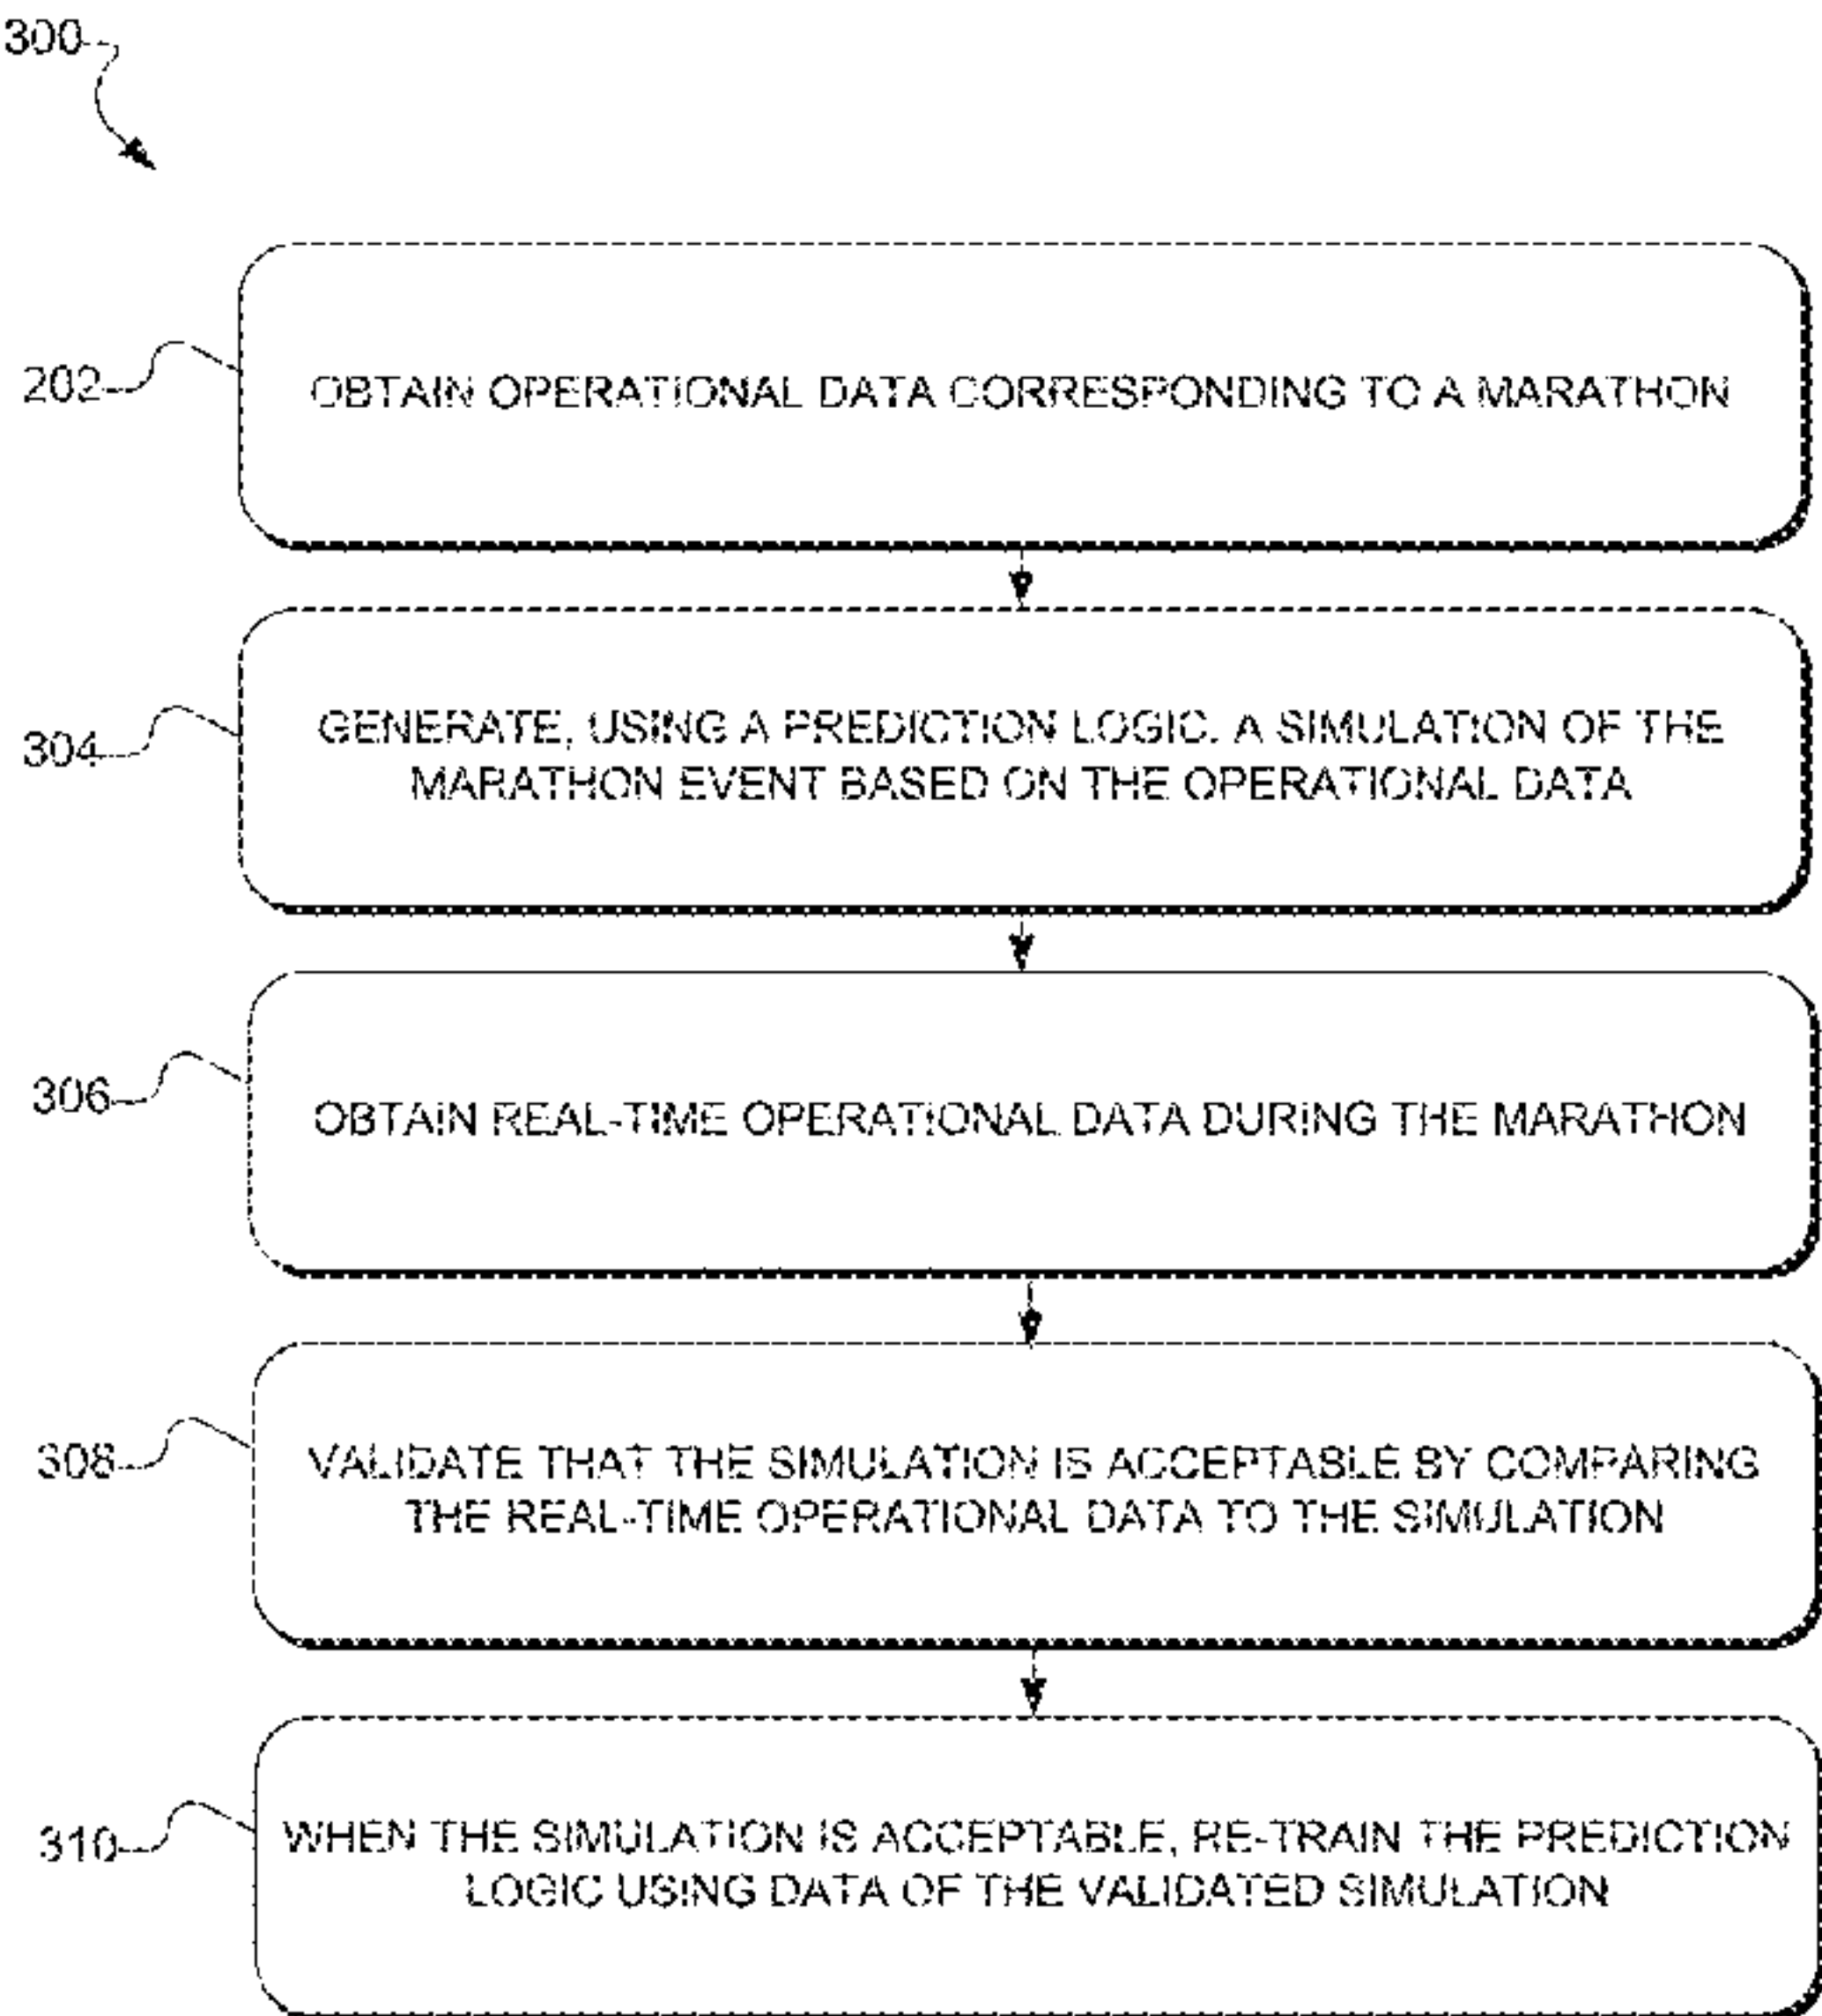 300
202
OBTAIN OPERATIONAL DATA CORRESPONDING TO A MARATHON
304
GENERATE, USING A PREDICTION LOGIC, A SIMULATION OF THE
MARATHON EVENT BASED ON THE OPERATIONAL DATA
306
OBTAIN REAL-TIME OPERATIONAL DATA DURING THE MARATHON
308
VALIDATE THAT THE SIMULATION IS ACCEPTABLE BY COMPARING
THE REAL-TIME OPERATIONAL DATA TO THE SIMULATION
310
WHEN THE SIMULATION IS ACCEPTABLE, RE-TRAIN THE PREDICTION
LOGIC USING DATA OF THE VALIDATED SIMULATION